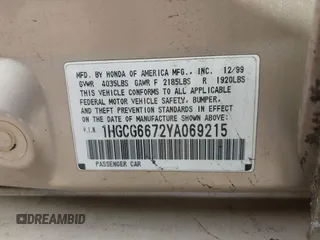 MFD. BY HONDA OF AMERICA MFG., INC. 12/99
GVWR 4035LBS GAWR F 2185LBS R 1920LBS
THIS VEHICLE CONFORMS TO ALL APPLICABLE
FEDERAL MOTOR VEHICLE SAFETY, BUMPER,
AND THEFT PREVENTION STANDARDS IN
EFFECT ON THE DATE OF MANUFACTURE
SHOWN ABOVE.
V.I.N. 1HGCG6672YA069215
PASSENGER CAR
DREAMBID